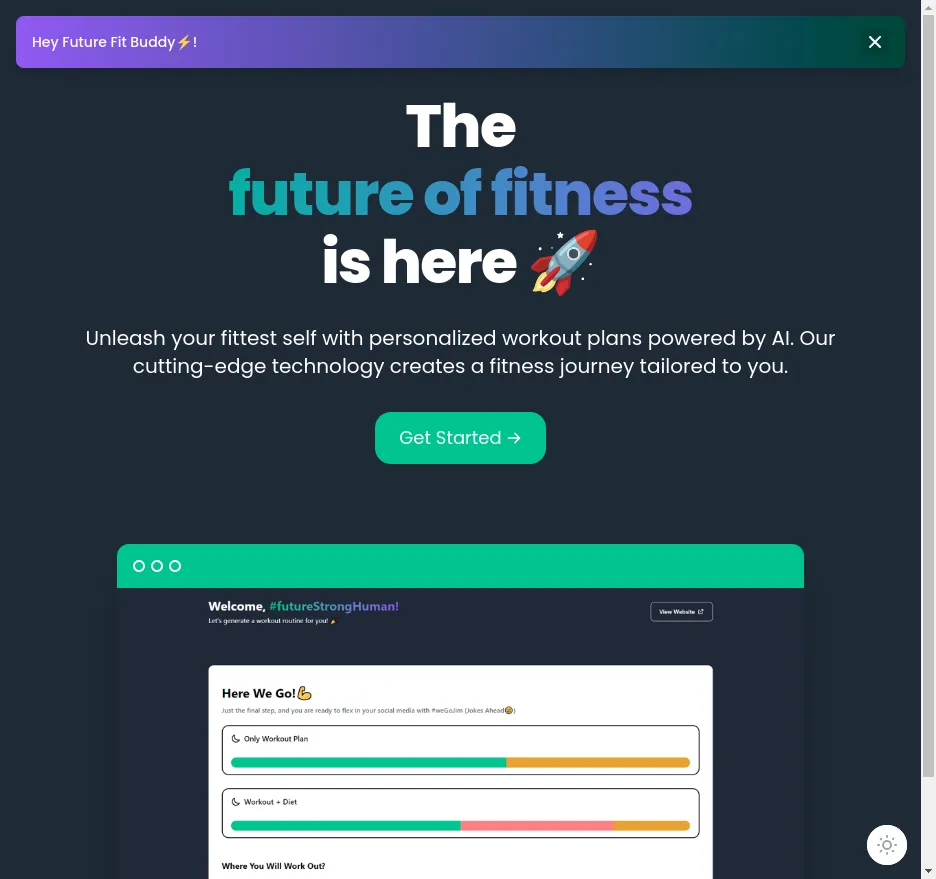 Hey Future Fit Buddy⚡!
The
future of fitness
is here 🚀
Unleash your fittest self with personalized workout plans powered by AI. Our
cutting-edge technology creates a fitness journey tailored to you.
Get Started →
Welcome, #futureStrongHuman!
View Website
Let's generate a workout routine for you! 🎉
Here We Go!💪
Just the final step, and you are ready to flex in your social media with #weGoJim (Jokes Ahead😂)
Only Workout Plan
Workout + Diet
Where You Will Work Out?